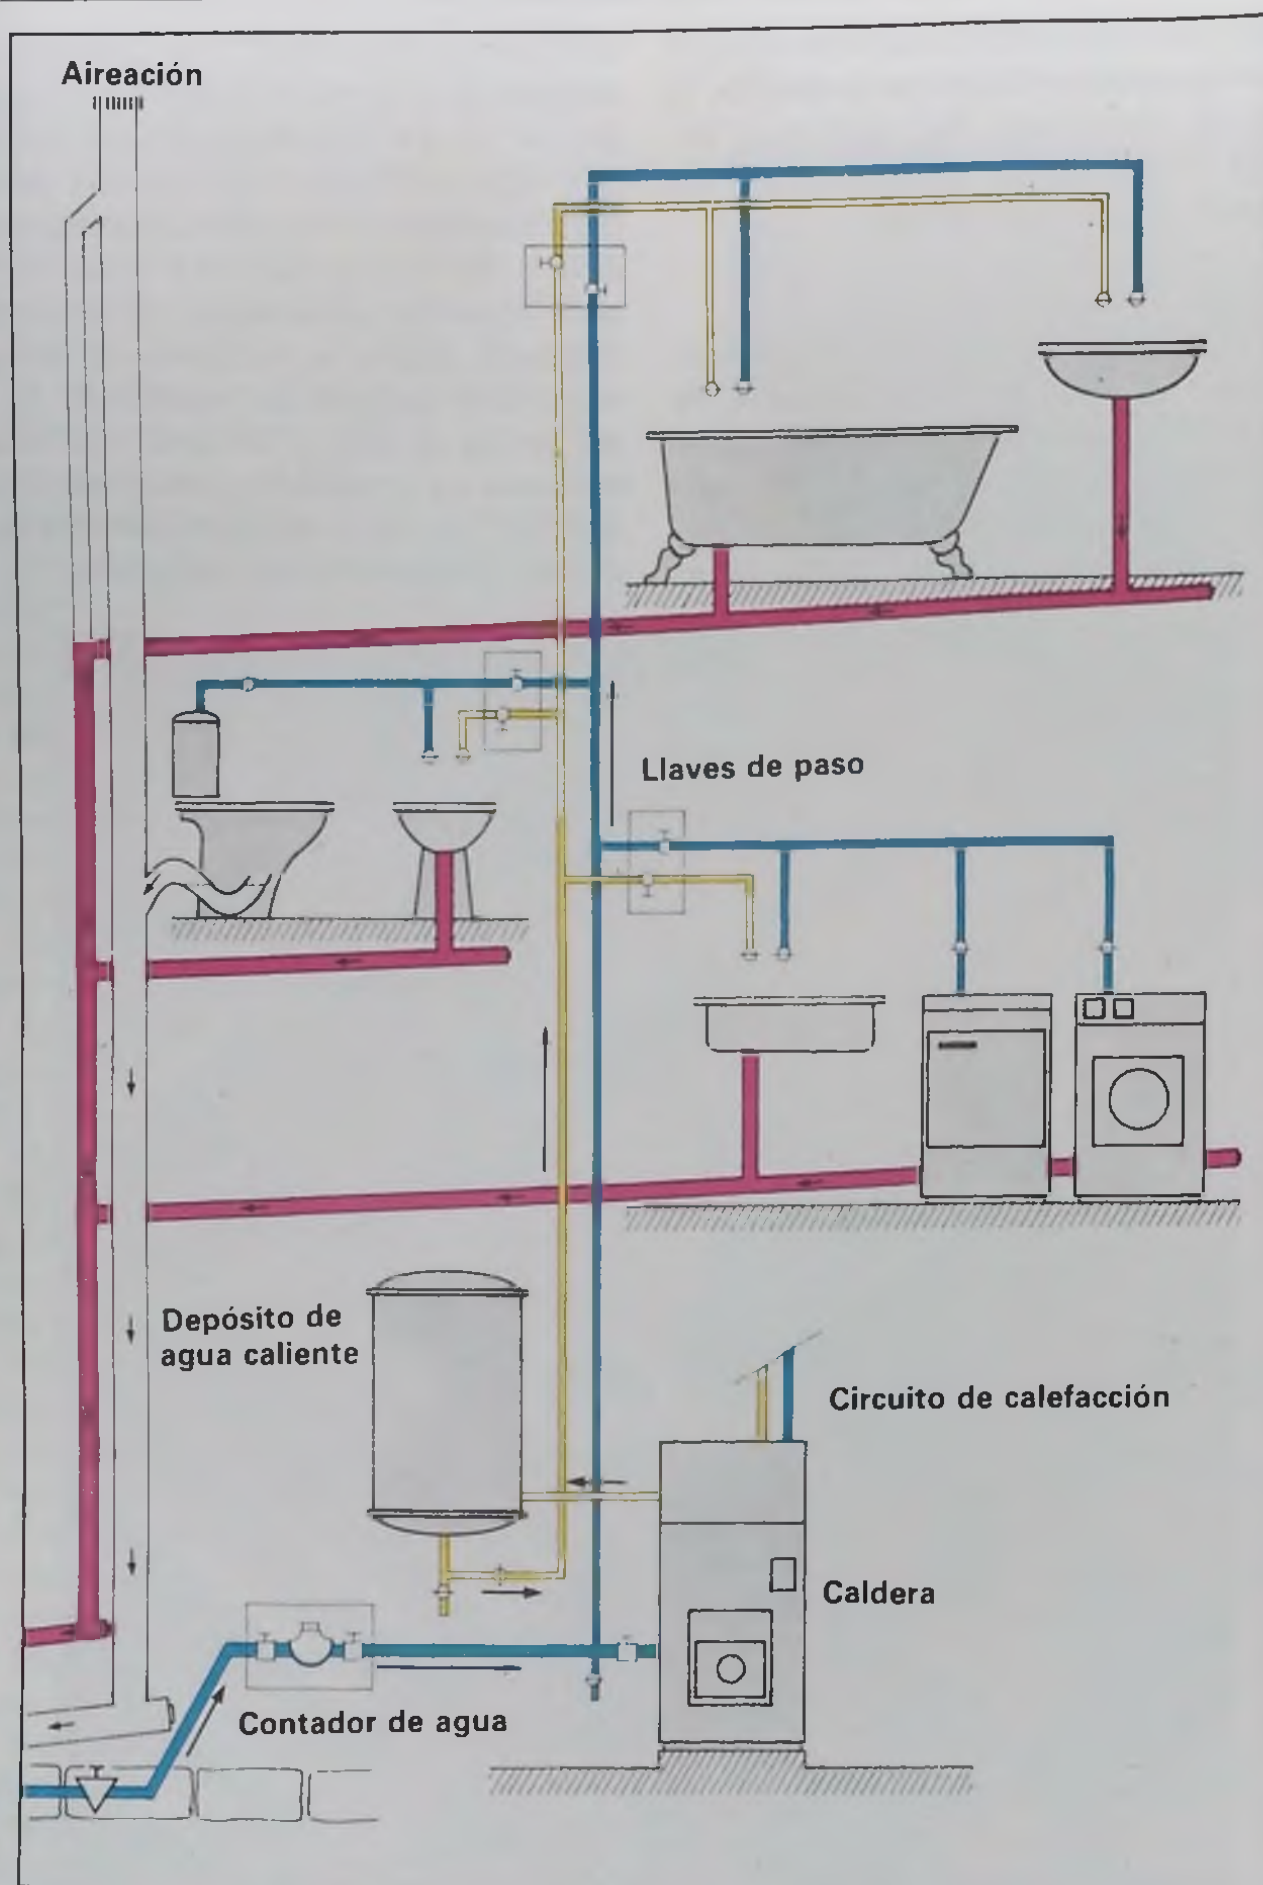 Aireación
Llaves de paso
Depósito de
agua caliente
Circuito de calefacción
Caldera
Contador de agua